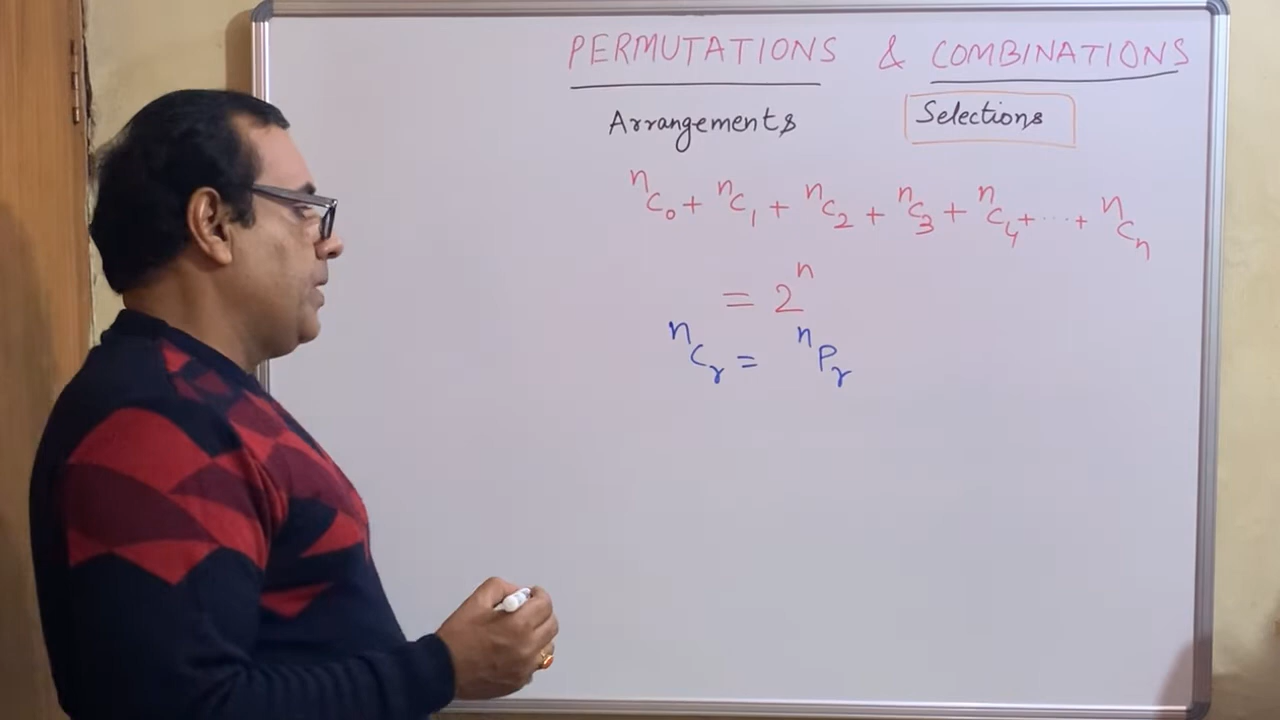 PERMUTATIONS & COMBINATIONS
Arrangements Selections
ⁿC₀ + ⁿC₁ + ⁿC₂ + ⁿC₃ + ⁿC₄ + ... + ⁿCₙ
= 2ⁿ
ⁿCᵣ = ⁿPᵣ